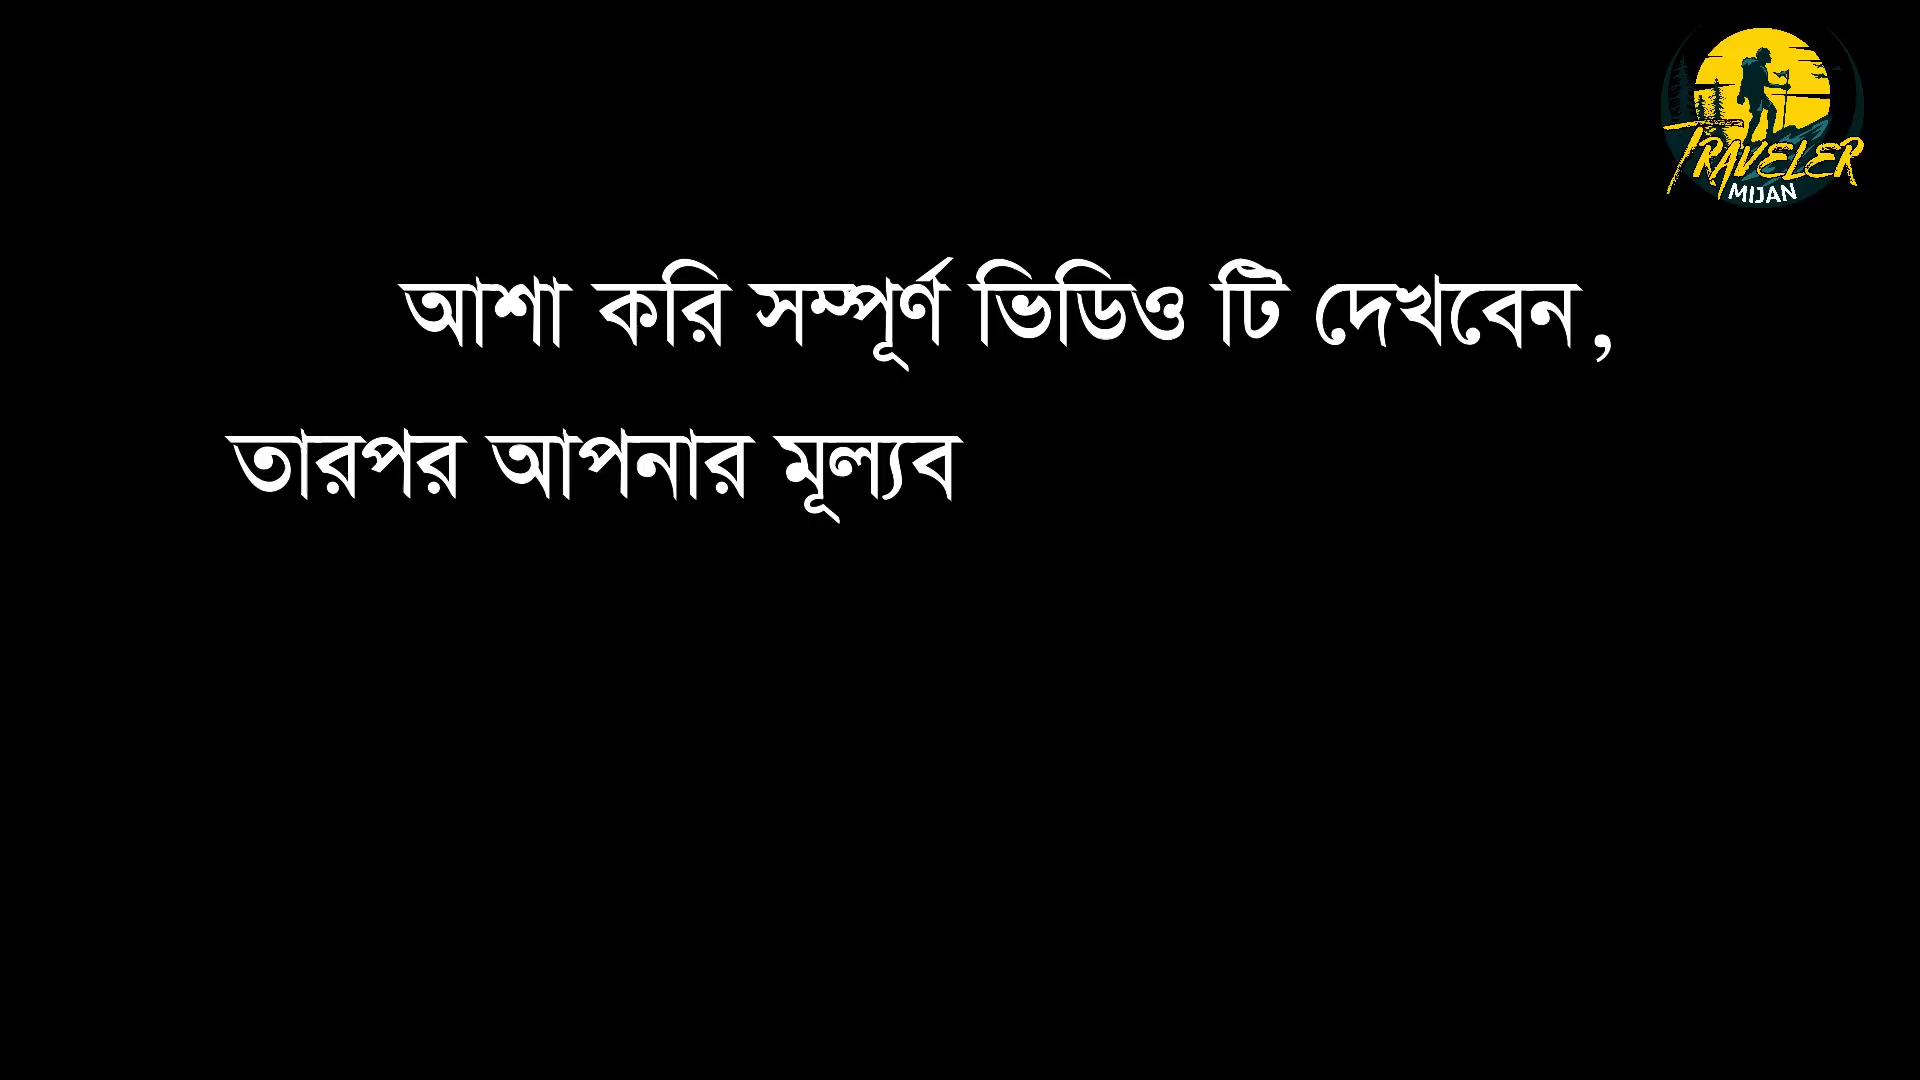 TRAVELER
MIJAN
আশা করি সম্পূর্ণ ভিডিও টি দেখবেন,
তারপর আপনার মূল্যব